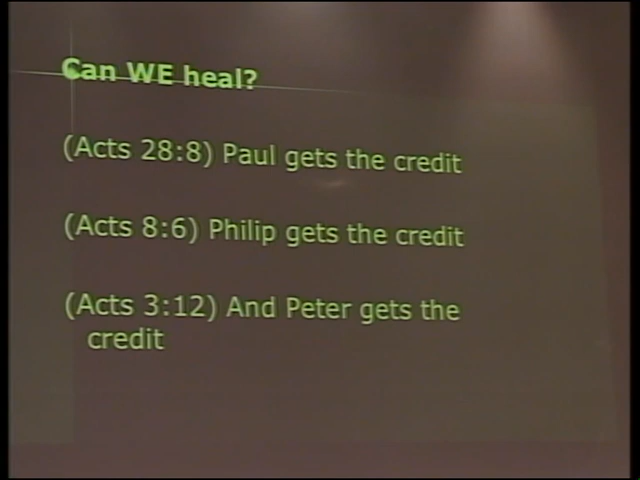 Can WE heal?
(Acts 28:8) Paul gets the credit
(Acts 8:6) Philip gets the credit
(Acts 3:12) And Peter gets the
credit